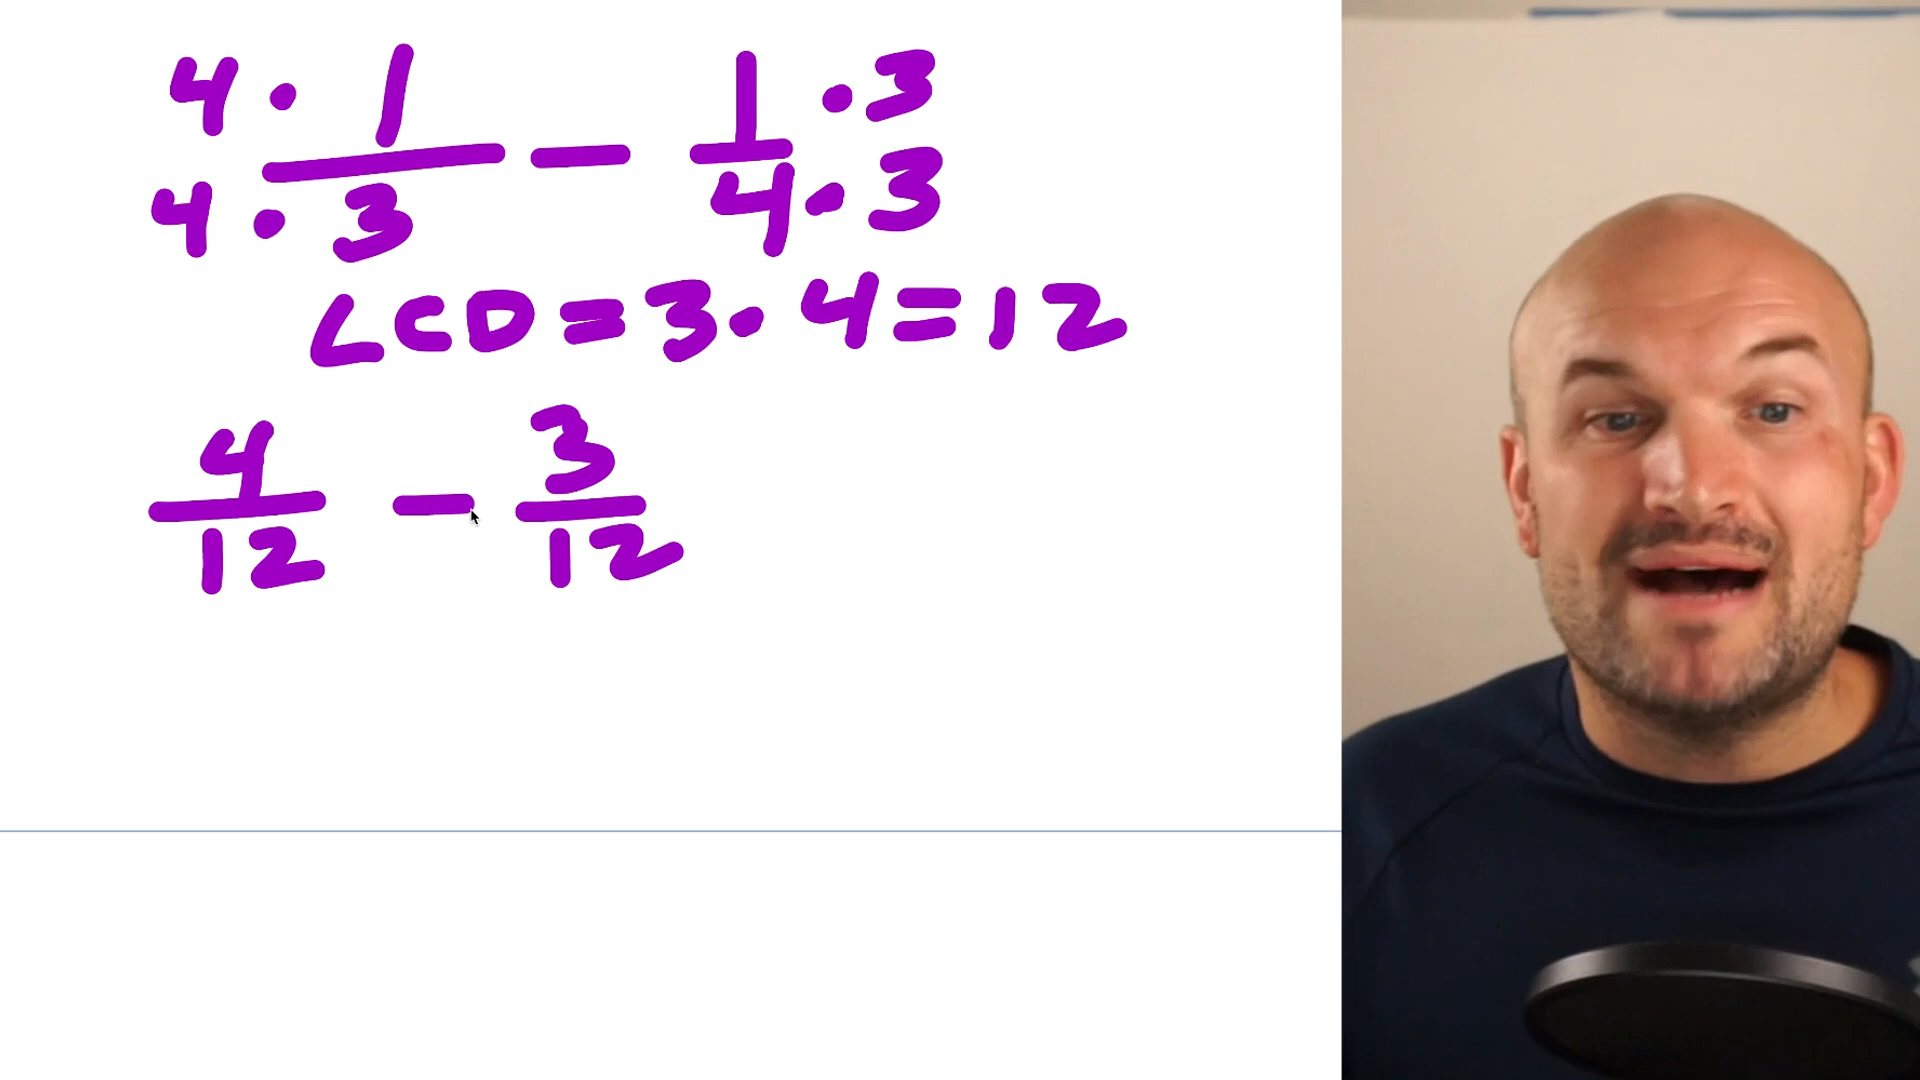 4 · 1 — 1 · 3
4 · 3   4 · 3
LCD = 3 · 4 = 12
4 — 3
12   12